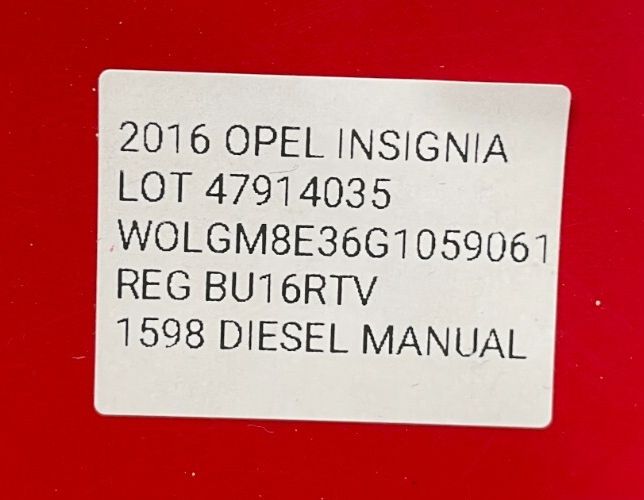 2016 OPEL INSIGNIA
LOT 47914035
WOLGM8E36G1059061
REG BU16RTV
1598 DIESEL MANUAL